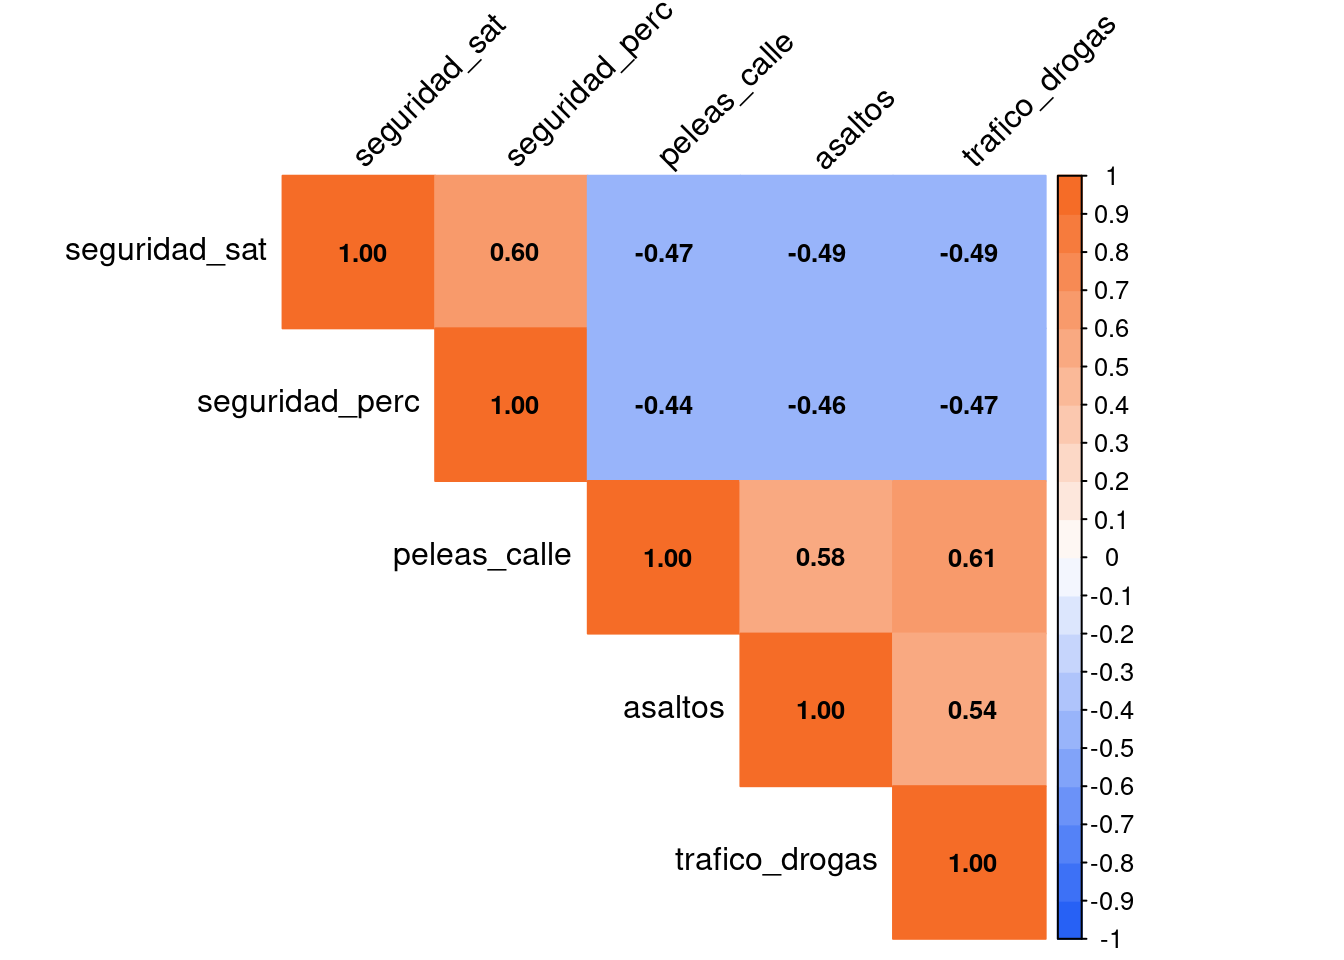 seguridad_sat
seguridad_perc
peleas_calle
asaltos
trafico_drogas
seguridad_sat 1.00 0.60 -0.47 -0.49 -0.49
seguridad_perc 1.00 -0.44 -0.46 -0.47
peleas_calle 1.00 0.58 0.61
asaltos 1.00 0.54
trafico_drogas 1.00
1
0.9
0.8
0.7
0.6
0.5
0.4
0.3
0.2
0.1
0
-0.1
-0.2
-0.3
-0.4
-0.5
-0.6
-0.7
-0.8
-0.9
-1